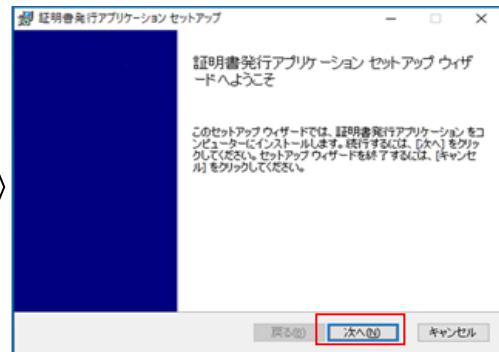 証明書発行アプリケーション セットアップ
証明書発行アプリケーション セットアップ ウィザ
ードへようこそ
このセットアップ ウィザードでは、証明書発行アプリケーション をコ
ンピューターにインストールします。続行するには、[次へ] をクリッ
クしてください。セットアップ ウィザードを終了するには、[キャンセ
ル] をクリックしてください。
戻る(B) 次へ(N) キャンセル